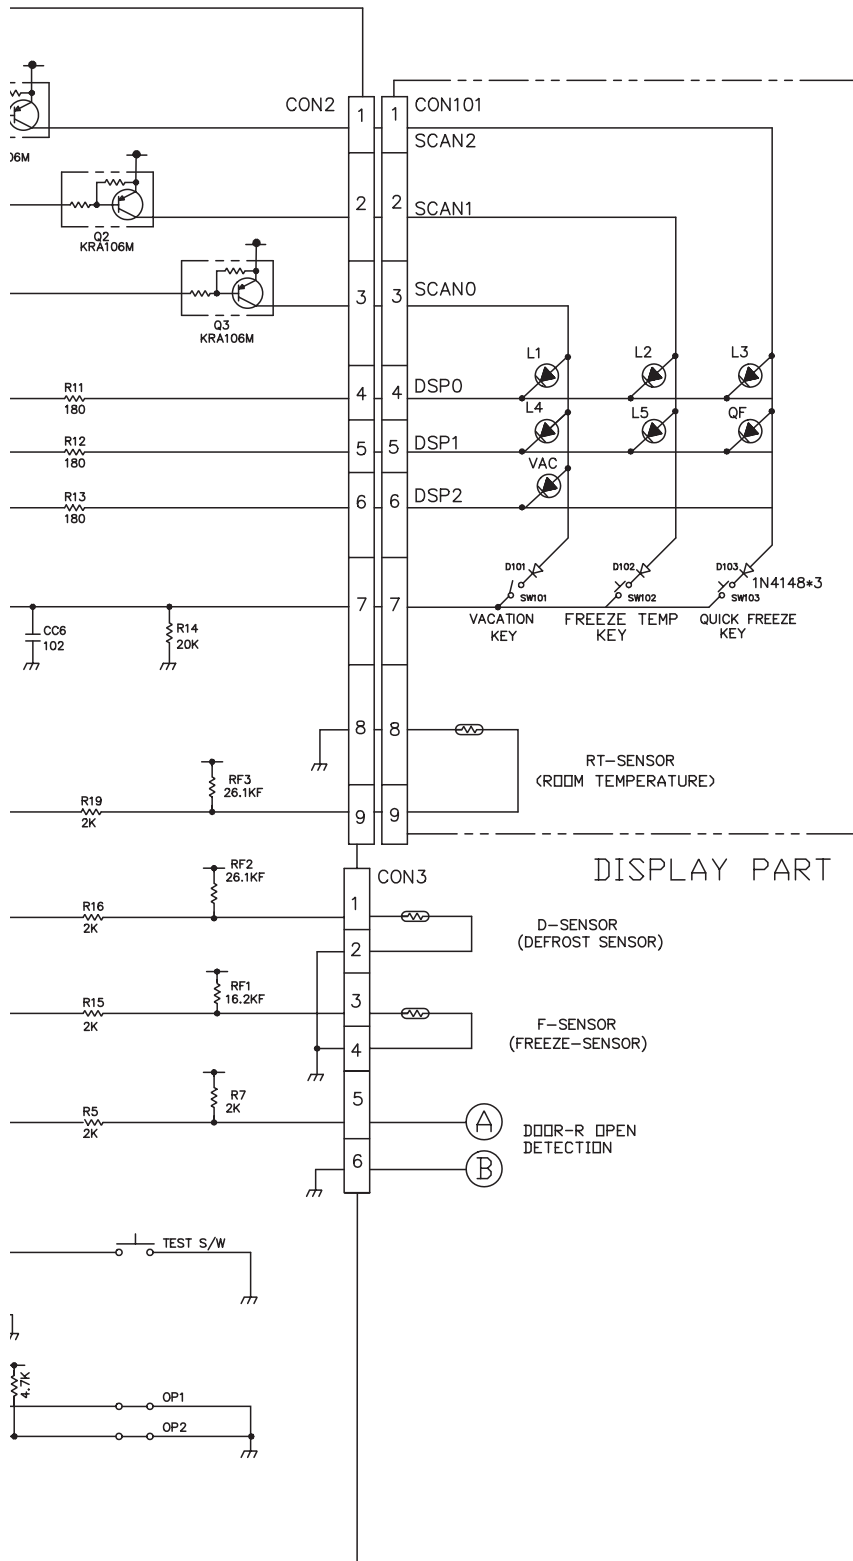 CON2
1
1
CON101
SCAN2
06M
2
2
SCAN1
Q2
KRA106M
3
3
SCAN0
Q3
KRA106M
L1
L2
L3
R11
180
4
4
DSP0
L4
L5
QF
R12
180
5
5
DSP1
VAC
R13
180
6
6
DSP2
D101
D102
D103
1N4148*3
SW101
SW102
SW103
7
7
VACATION
KEY
FREEZE TEMP
KEY
QUICK FREEZE
KEY
CC6
102
R14
20K
8
8
RT-SENSOR
(ROOM TEMPERATURE)
RF3
26.1KF
R19
2K
9
9
DISPLAY PART
RF2
26.1KF
CON3
R16
2K
1
2
D-SENSOR
(DEFROST SENSOR)
RF1
16.2KF
R15
2K
3
4
F-SENSOR
(FREEZE-SENSOR)
R7
2K
R5
2K
5
A
DOOR-R OPEN
DETECTION
6
B
TEST S/W
4.7K
OP1
OP2